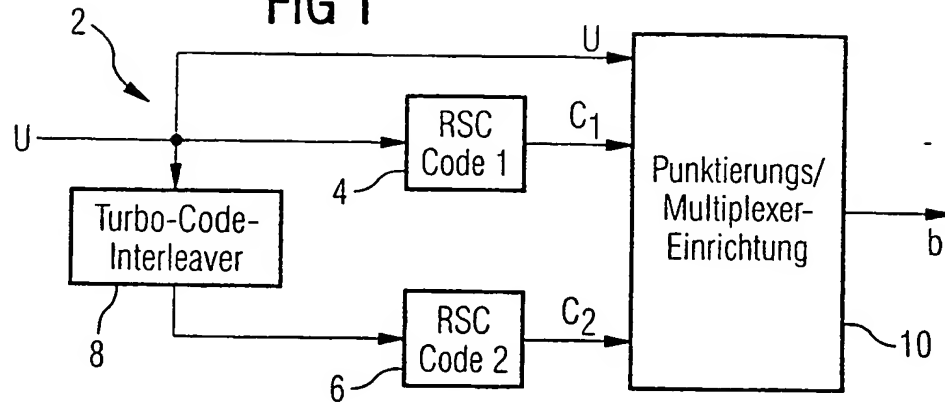 FIG 1
2
U
U
RSC
Code 1
C1
4
Punktierungs/
Multiplexer-
Einrichtung
b
Turbo-Code-
Interleaver
8
RSC
Code 2
C2
6
10